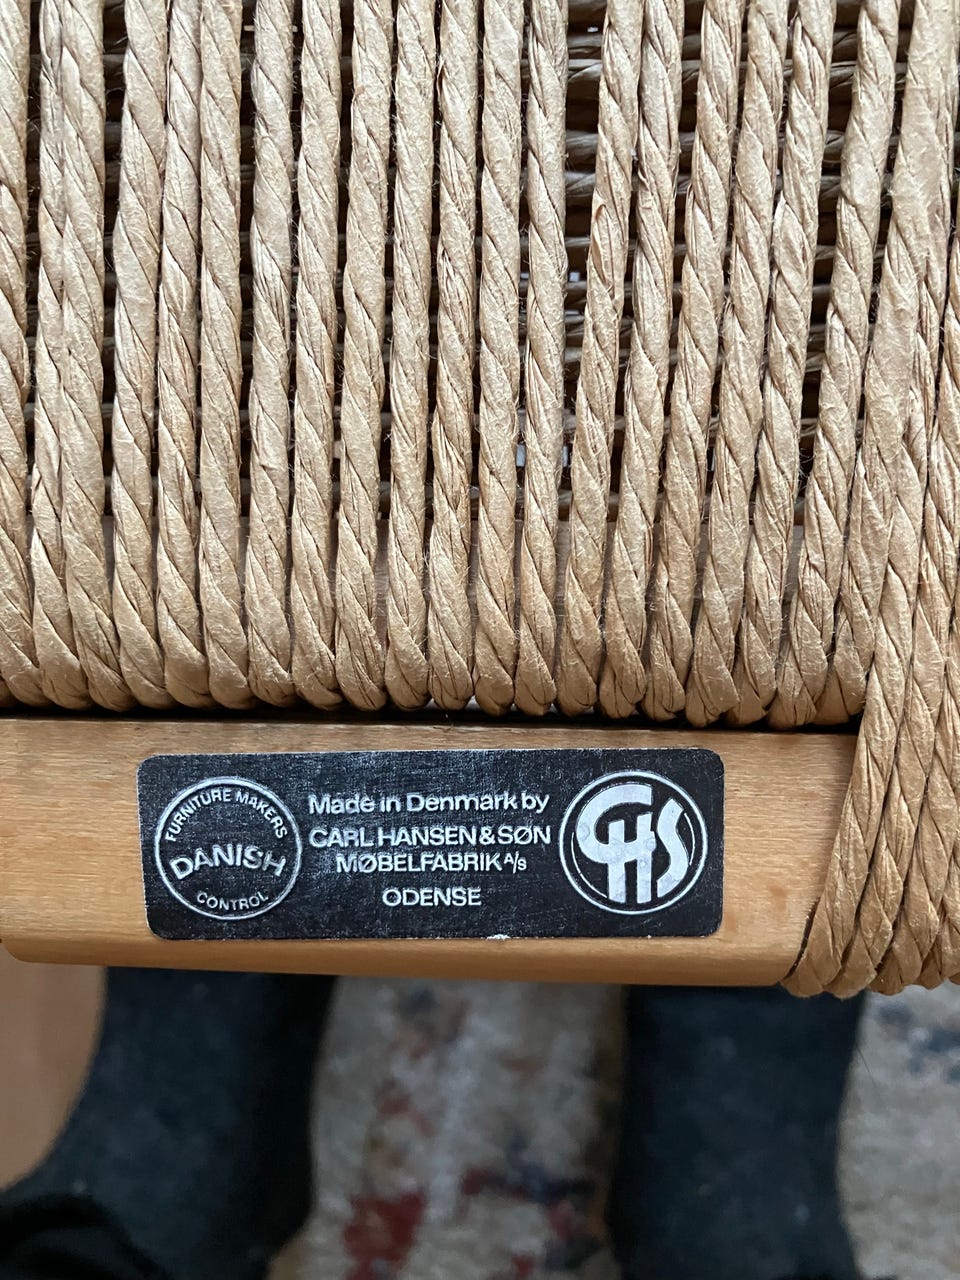 FURNITURE MAKERS
DANISH
CONTROL
Made in Denmark by
CARL HANSEN & SØN
MØBELFABRIK A/s
ODENSE
CHS